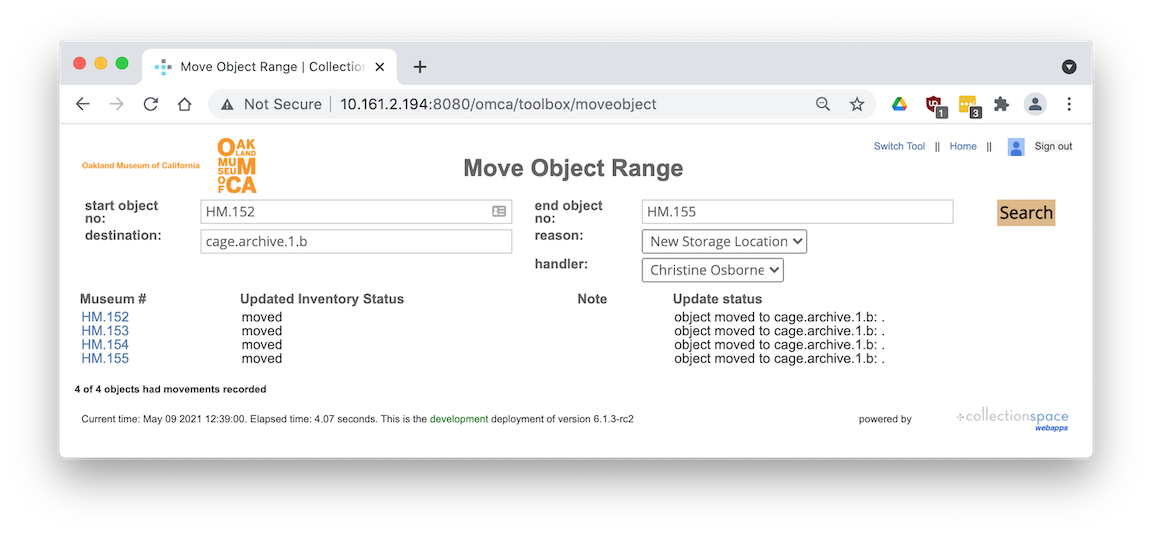 Move Object Range | Collectio
Not Secure | 10.161.2.194:8080/omca/toolbox/moveobject
1
3
Oakland Museum of California
OAK
LAND
MU
SEUM
OF
CA
Move Object Range
Switch Tool || Home || Sign out
start object no:
HM.152
end object no:
HM.155
Search
destination:
cage.archive.1.b
reason:
New Storage Location
handler:
Christine Osborne
Museum # Updated Inventory Status Note Update status
HM.152 moved object moved to cage.archive.1.b: .
HM.153 moved object moved to cage.archive.1.b: .
HM.154 moved object moved to cage.archive.1.b: .
HM.155 moved object moved to cage.archive.1.b: .
4 of 4 objects had movements recorded
Current time: May 09 2021 12:39:00. Elapsed time: 4.07 seconds. This is the development deployment of version 6.1.3-rc2
powered by
collectionspace
webapps